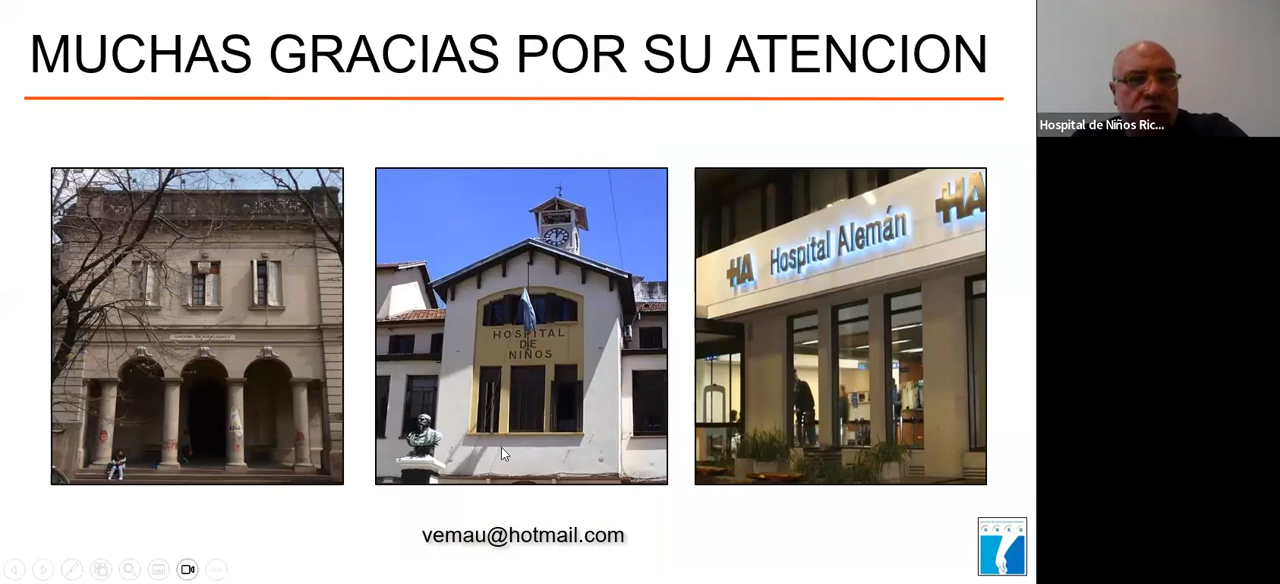 MUCHAS GRACIAS POR SU ATENCION
Hospital de Niños Ric...
HOSPITAL
DE
NIÑOS
HA Hospital Alemán
HA
vemau@hotmail.com